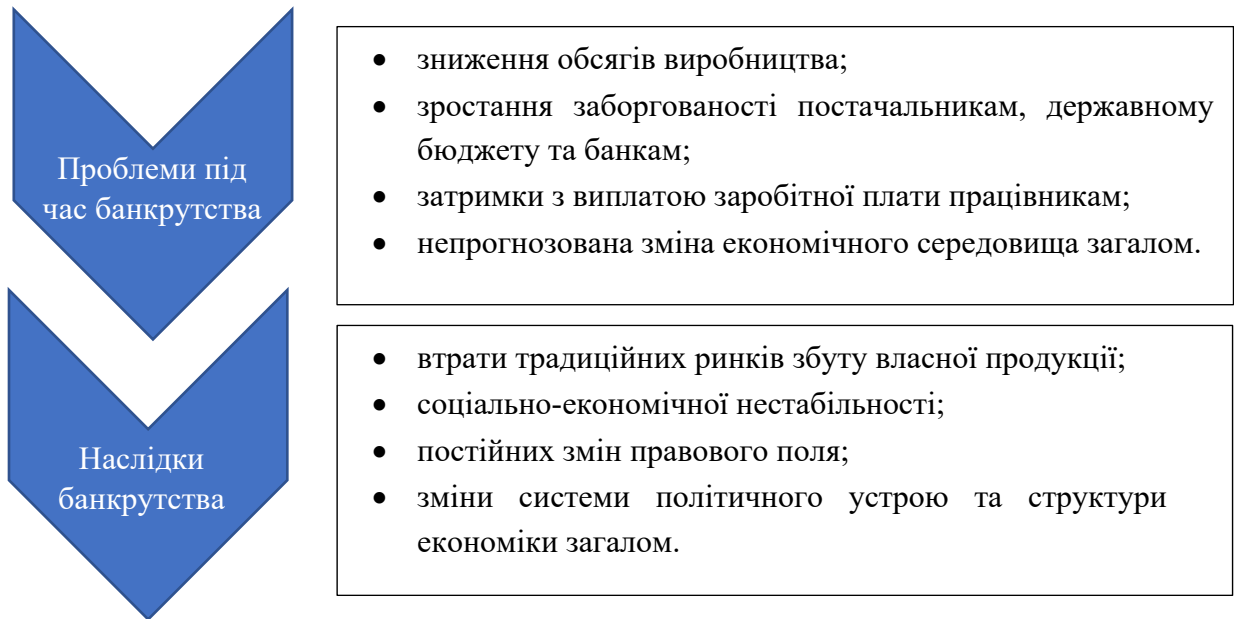 Проблеми під
час банкрутства
• зниження обсягів виробництва;
• зростання заборгованості постачальникам, державному
бюджету та банкам;
• затримки з виплатою заробітної плати працівникам;
• непрогнозована зміна економічного середовища загалом.
Наслідки
банкрутства
• втрати традиційних ринків збуту власної продукції;
• соціально-економічної нестабільності;
• постійних змін правового поля;
• зміни системи політичного устрою та структури
економіки загалом.